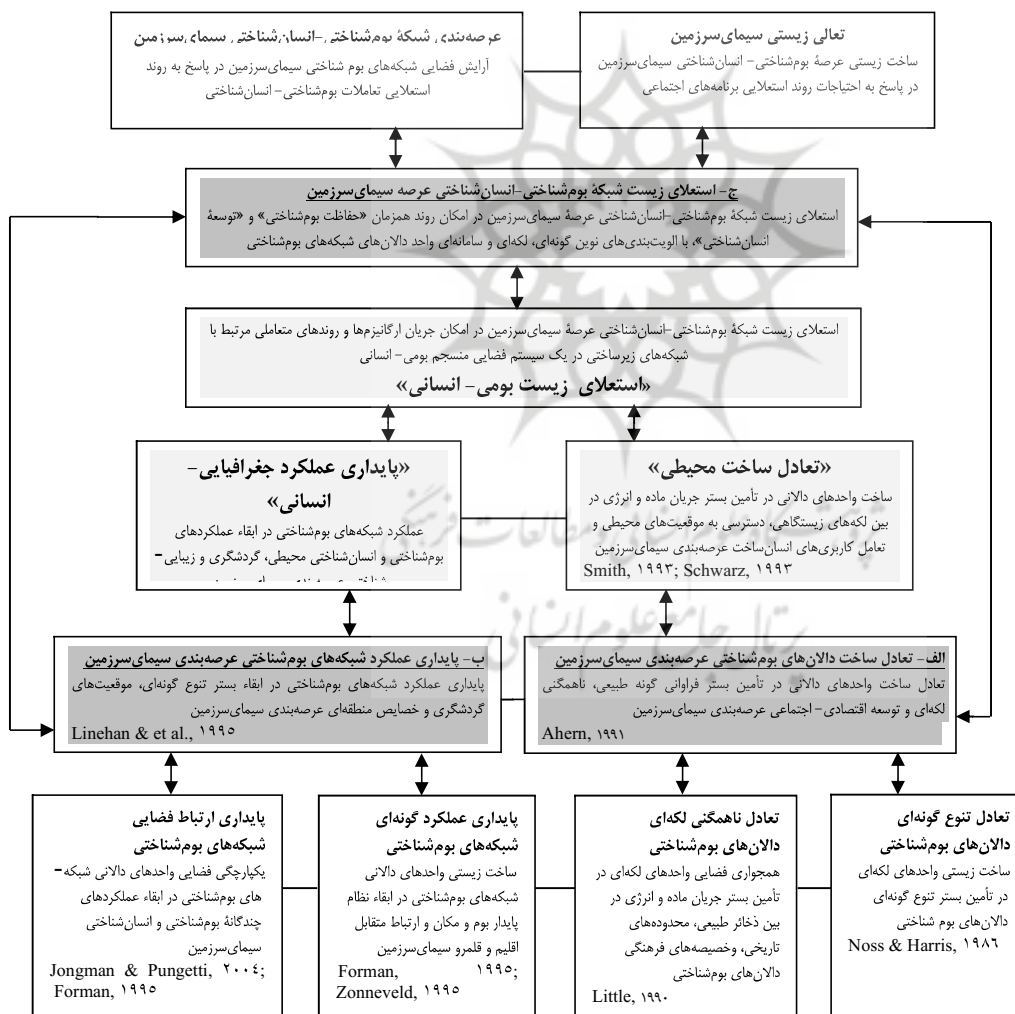 تعالی زیستی سیمای‌سرزمین
ساخت زیستی عرصهٔ بوم‌شناختی- انسان‌شناختی سیمای‌سرزمین
در پاسخ به احتیاجات روند استعلایی برنامه‌های اجتماعی
عرصه‌بندی شبکهٔ بوم‌شناختی-انسان‌شناختی سیمای‌سرزمین
آرایش فضایی شبکه‌های بوم شناختی سیمای‌سرزمین در پاسخ به روند
استعلایی تعاملات بوم‌شناختی- انسان‌شناختی
ج- استعلای زیست شبکهٔ بوم‌شناختی-انسان‌شناختی عرصه سیمای‌سرزمین
استعلای زیست شبکهٔ بوم‌شناختی-انسان‌شناختی عرصهٔ سیمای‌سرزمین در امکان روند همزمان «حفاظت بوم‌شناختی» و «توسعهٔ
انسان‌شناختی»، با الویت‌بندی‌های نوین گونه‌ای، لکه‌ای و سامانه‌ای واحد دالان‌های شبکه‌های بوم‌شناختی
استعلای زیست شبکهٔ بوم‌شناختی-انسان‌شناختی عرصهٔ سیمای‌سرزمین در امکان جریان ارگانیزم‌ها و روندهای متعاملی مرتبط با
شبکه‌های زیرساختی در یک سیستم فضایی منسجم بومی- انسانی
«استعلای زیست بومی- انسانی»
«تعادل ساخت محیطی»
ساخت واحدهای دالانی در تأمین بستر جریان ماده و انرژی در
بین لکه‌های زیستگاهی، دسترسی به موقعیت‌های محیطی و
تعامل کاربری‌های انسان‌ساخت عرصه‌بندی سیمای‌سرزمین
Smith, ۱۹۹۳; Schwarz, ۱۹۹۳
«پایداری عملکرد جغرافیایی-
انسانی»
عملکرد شبکه‌های بوم‌شناختی در ابقاء عملکردهای
بوم‌شناختی و انسان‌شناختی محیطی، گردشگری و زیبایی-
الف- تعادل ساخت دالان‌های بوم‌شناختی عرصه‌بندی سیمای‌سرزمین
تعادل ساخت واحدهای دالانی در تأمین بستر فراوانی گونه طبیعی، ناهمگنی
لکه‌ای و توسعه اقتصادی- اجتماعی عرصه‌بندی سیمای‌سرزمین
Ahern, ۱۹۹۱
ب- پایداری عملکرد شبکه‌های بوم‌شناختی عرصه‌بندی سیمای‌سرزمین
پایداری عملکرد شبکه‌های بوم‌شناختی در ابقاء بستر تنوع گونه‌ای، موقعیت‌های
گردشگری و خصایص منطقه‌ای عرصه‌بندی سیمای‌سرزمین
Linehan & et al., ۱۹۹۵
تعادل تنوع گونه‌ای
دالان‌های بوم‌شناختی
ساخت زیستی واحدهای لکه‌ای
در تأمین بستر تنوع گونه‌ای
دالان‌های بوم شناختی
Noss & Harris, ۱۹۸٦
تعادل ناهمگنی لکه‌ای
دالان‌های بوم‌شناختی
همجواری فضایی واحدهای لکه‌ای در
تأمین بستر جریان ماده و انرژی در
بین ذخائر طبیعی، محدوده‌های
تاریخی، وخصیصه‌های فرهنگی
دالان‌های بوم‌شناختی
Little, ۱۹۹۰
پایداری عملکرد گونه‌ای
شبکه‌های بوم‌شناختی
ساخت زیستی واحدهای دالانی
شبکه‌های بوم‌شناختی در ابقاء نظام
پایدار بوم و مکان و ارتباط متقابل
اقلیم و قلمرو سیمای‌سرزمین
Forman, ۱۹۹۵;
Zonneveld, ۱۹۹۵
پایداری ارتباط فضایی
شبکه‌های بوم‌شناختی
یکپارچگی فضایی واحدهای دالانی شبکه-
های بوم‌شناختی در ابقاء عملکردهای
چندگانهٔ بوم‌شناختی و انسان‌شناختی
سیمای‌سرزمین
Jongman & Pungetti, ۲۰۰٤;
Forman, ۱۹۹۵
پژوهشگاه علوم انسانی و مطالعات فرهنگی
پرتال جامع علوم انسانی